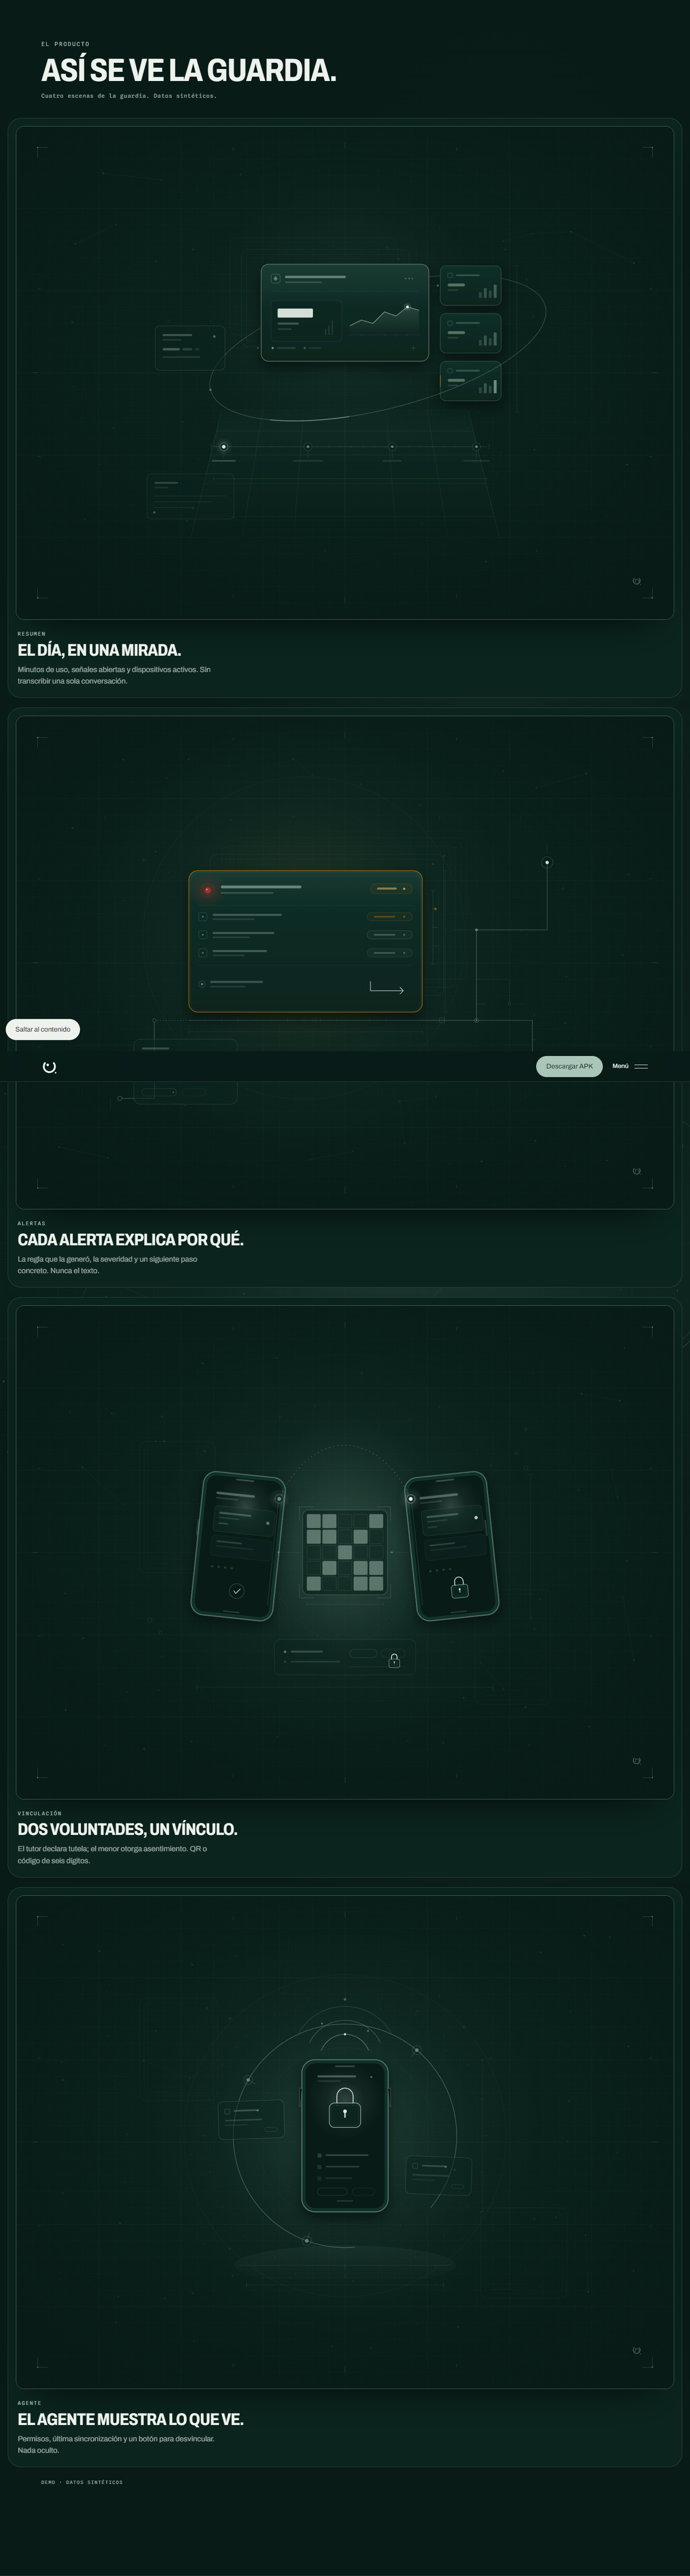 EL PRODUCTO
ASÍ SE VE LA GUARDIA.
Cuatro escenas de la guardia. Datos sintéticos.
RESUMEN
EL DÍA, EN UNA MIRADA.
Minutos de uso, señales abiertas y dispositivos activos. Sin
transcribir una sola conversación.
Saltar al contenido
Descargar APK
Menú
ALERTAS
CADA ALERTA EXPLICA POR QUÉ.
La regla que la generó, la severidad y un siguiente paso
concreto. Nunca el texto.
VINCULACIÓN
DOS VOLUNTADES, UN VÍNCULO.
El tutor declara tutela; el menor otorga asentimiento. QR o
código de seis dígitos.
AGENTE
EL AGENTE MUESTRA LO QUE VE.
Permisos, última sincronización y un botón para desvincular.
Nada oculto.
DEMO · DATOS SINTÉTICOS